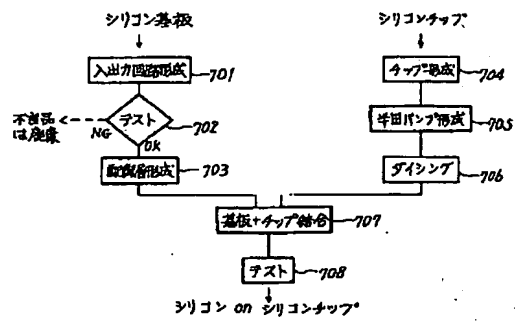 シリコン基板
シリコンチップ
入出力回路形成
701
チップ形成
704
不良品
は廃棄
NG
テスト
702
OK
半田バンプ形成
705
配線層形成
703
ダイシング
706
基板+チップ結合
707
テスト
708
シリコン on シリコンチップ